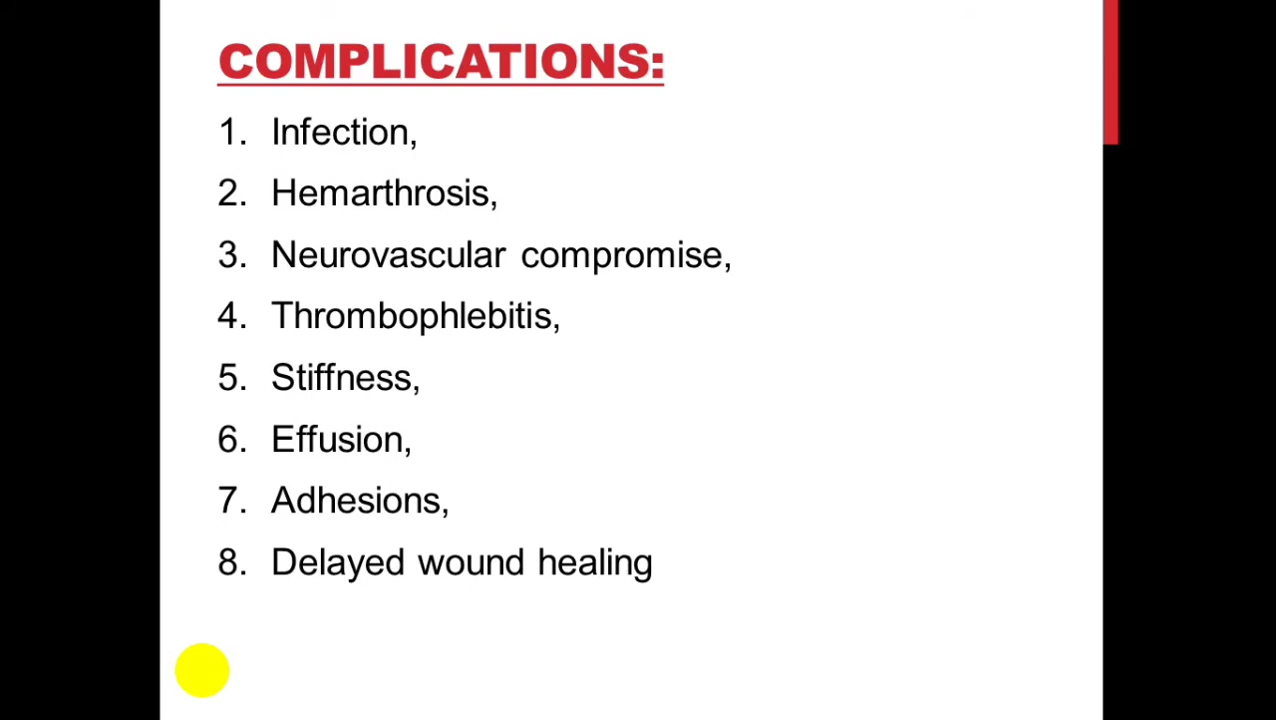 COMPLICATIONS:
1. Infection,
2. Hemarthrosis,
3. Neurovascular compromise,
4. Thrombophlebitis,
5. Stiffness,
6. Effusion,
7. Adhesions,
8. Delayed wound healing